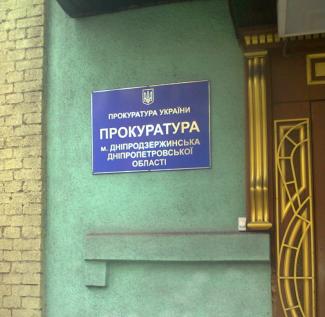 ПРОКУРАТУРА УКРАЇНИ
ПРОКУРАТУРА
м. ДНІПРОДЗЕРЖИНСЬКА
ДНІПРОПЕТРОВСЬКОЇ
ОБЛАСТІ